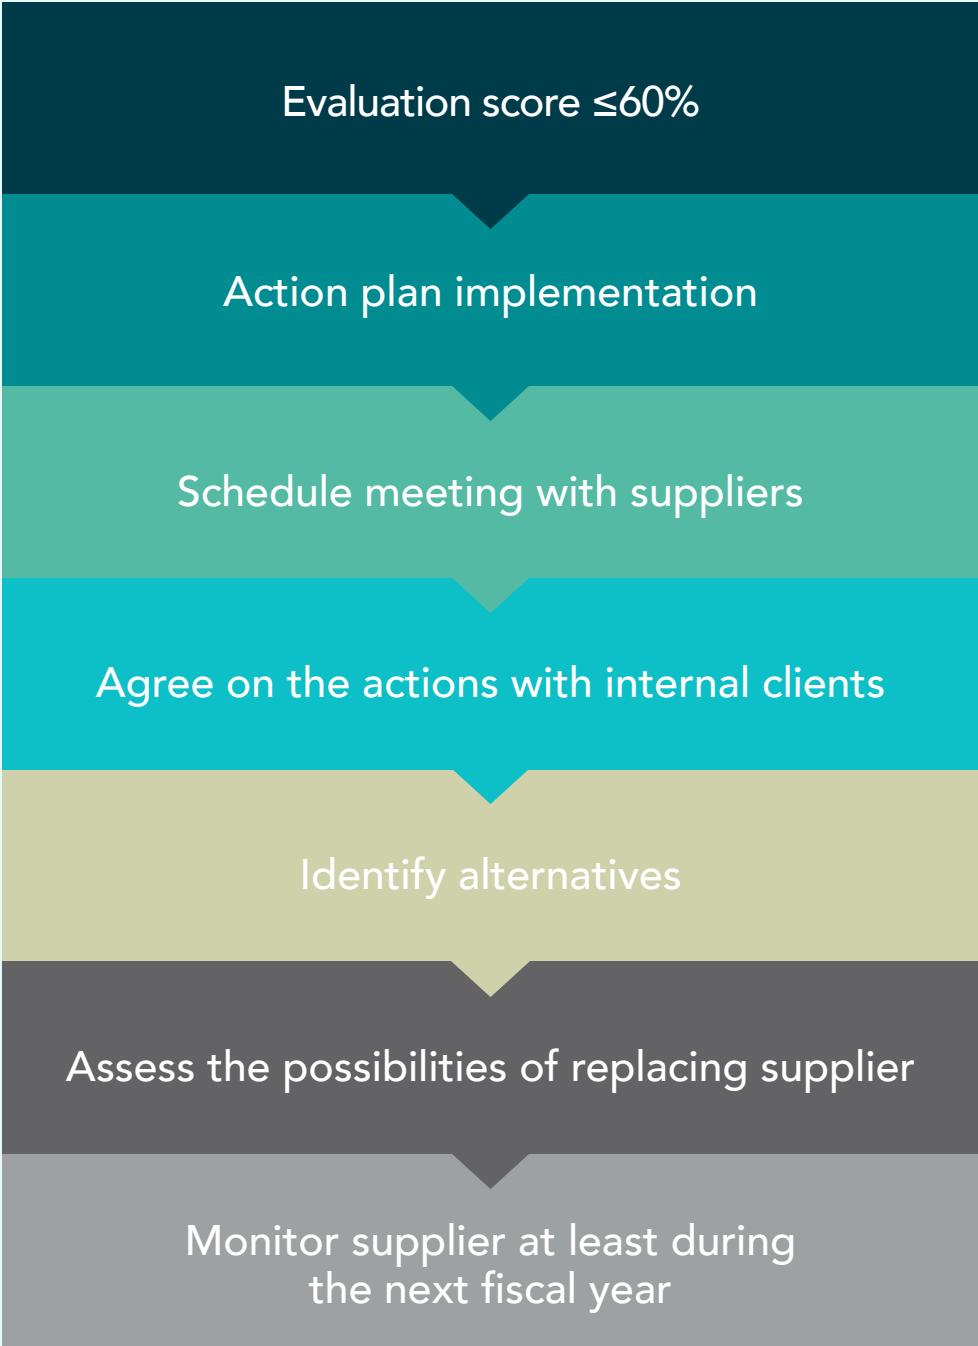 Evaluation score ≤60%
Action plan implementation
Schedule meeting with suppliers
Agree on the actions with internal clients
Identify alternatives
Assess the possibilities of replacing supplier
Monitor supplier at least during
the next fiscal year